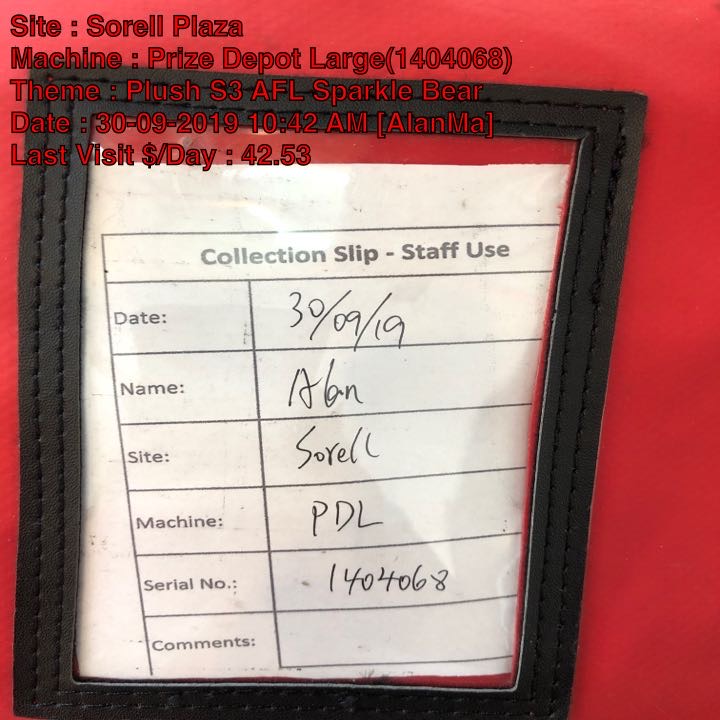 Site : Sorell Plaza
Machine : Prize Depot Large(1404068)
Theme : Plush S3 AFL Sparkle Bear
Date : 30-09-2019 10:42 AM [AlanMa]
Last Visit $/Day : 42.53
Collection Slip - Staff Use
Date: 30/09/19
Name: Alan
Site: Sorell
Machine: PDL
Serial No.: 1404068
Comments: